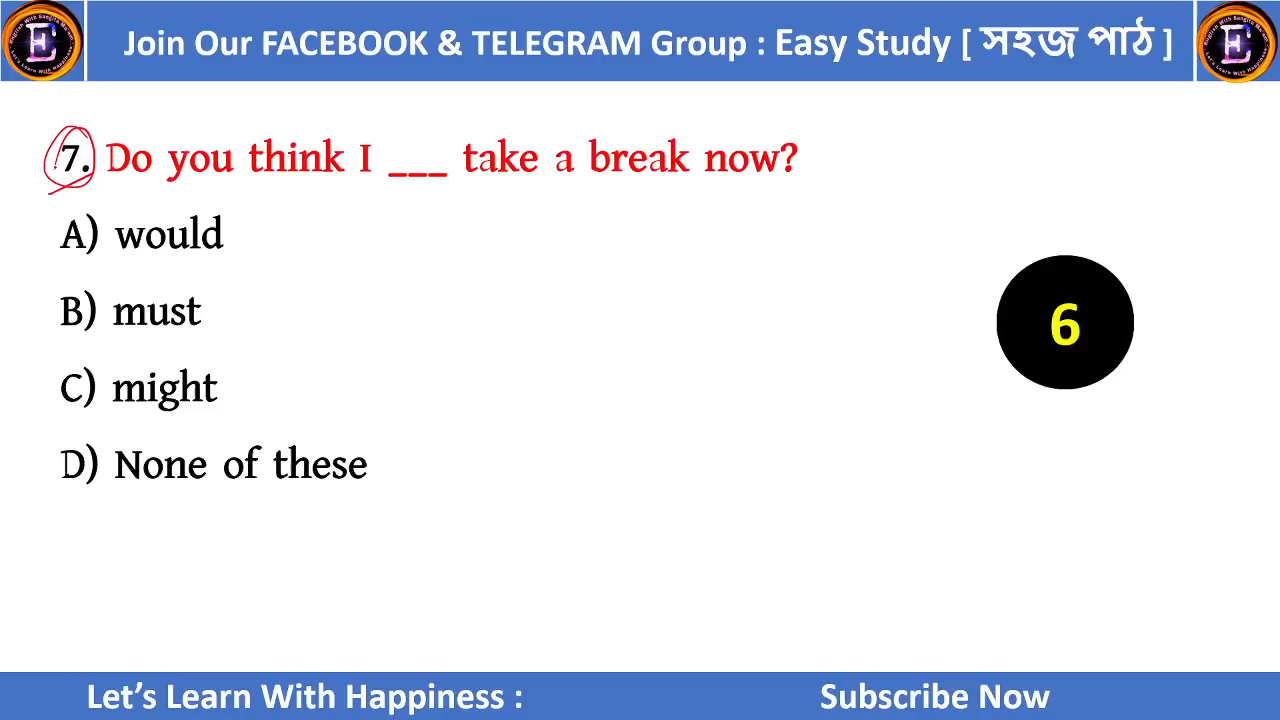 Join Our FACEBOOK & TELEGRAM Group : Easy Study [ সহজ পাঠ ]
7. Do you think I ___ take a break now?
A) would
B) must
6
C) might
D) None of these
Let's Learn With Happiness :
Subscribe Now